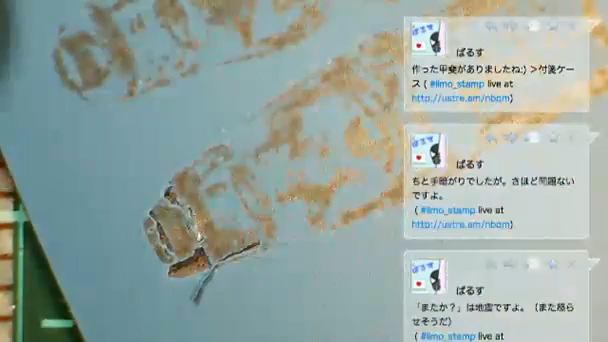 ぱるす
作った甲斐がありましたね:) ＞付箋ケー
ス ( #ilmo_stamp live at
http://ustre.am/nbqm)
ぱるす
ちと手暗がりでしたが。さほど問題ない
ですよ。
( #ilmo_stamp live at
http://ustre.am/nbqm)
ぱるす
「またか？」は地震ですよ。（また怒ら
せそうだ）
( #ilmo_stamp live at